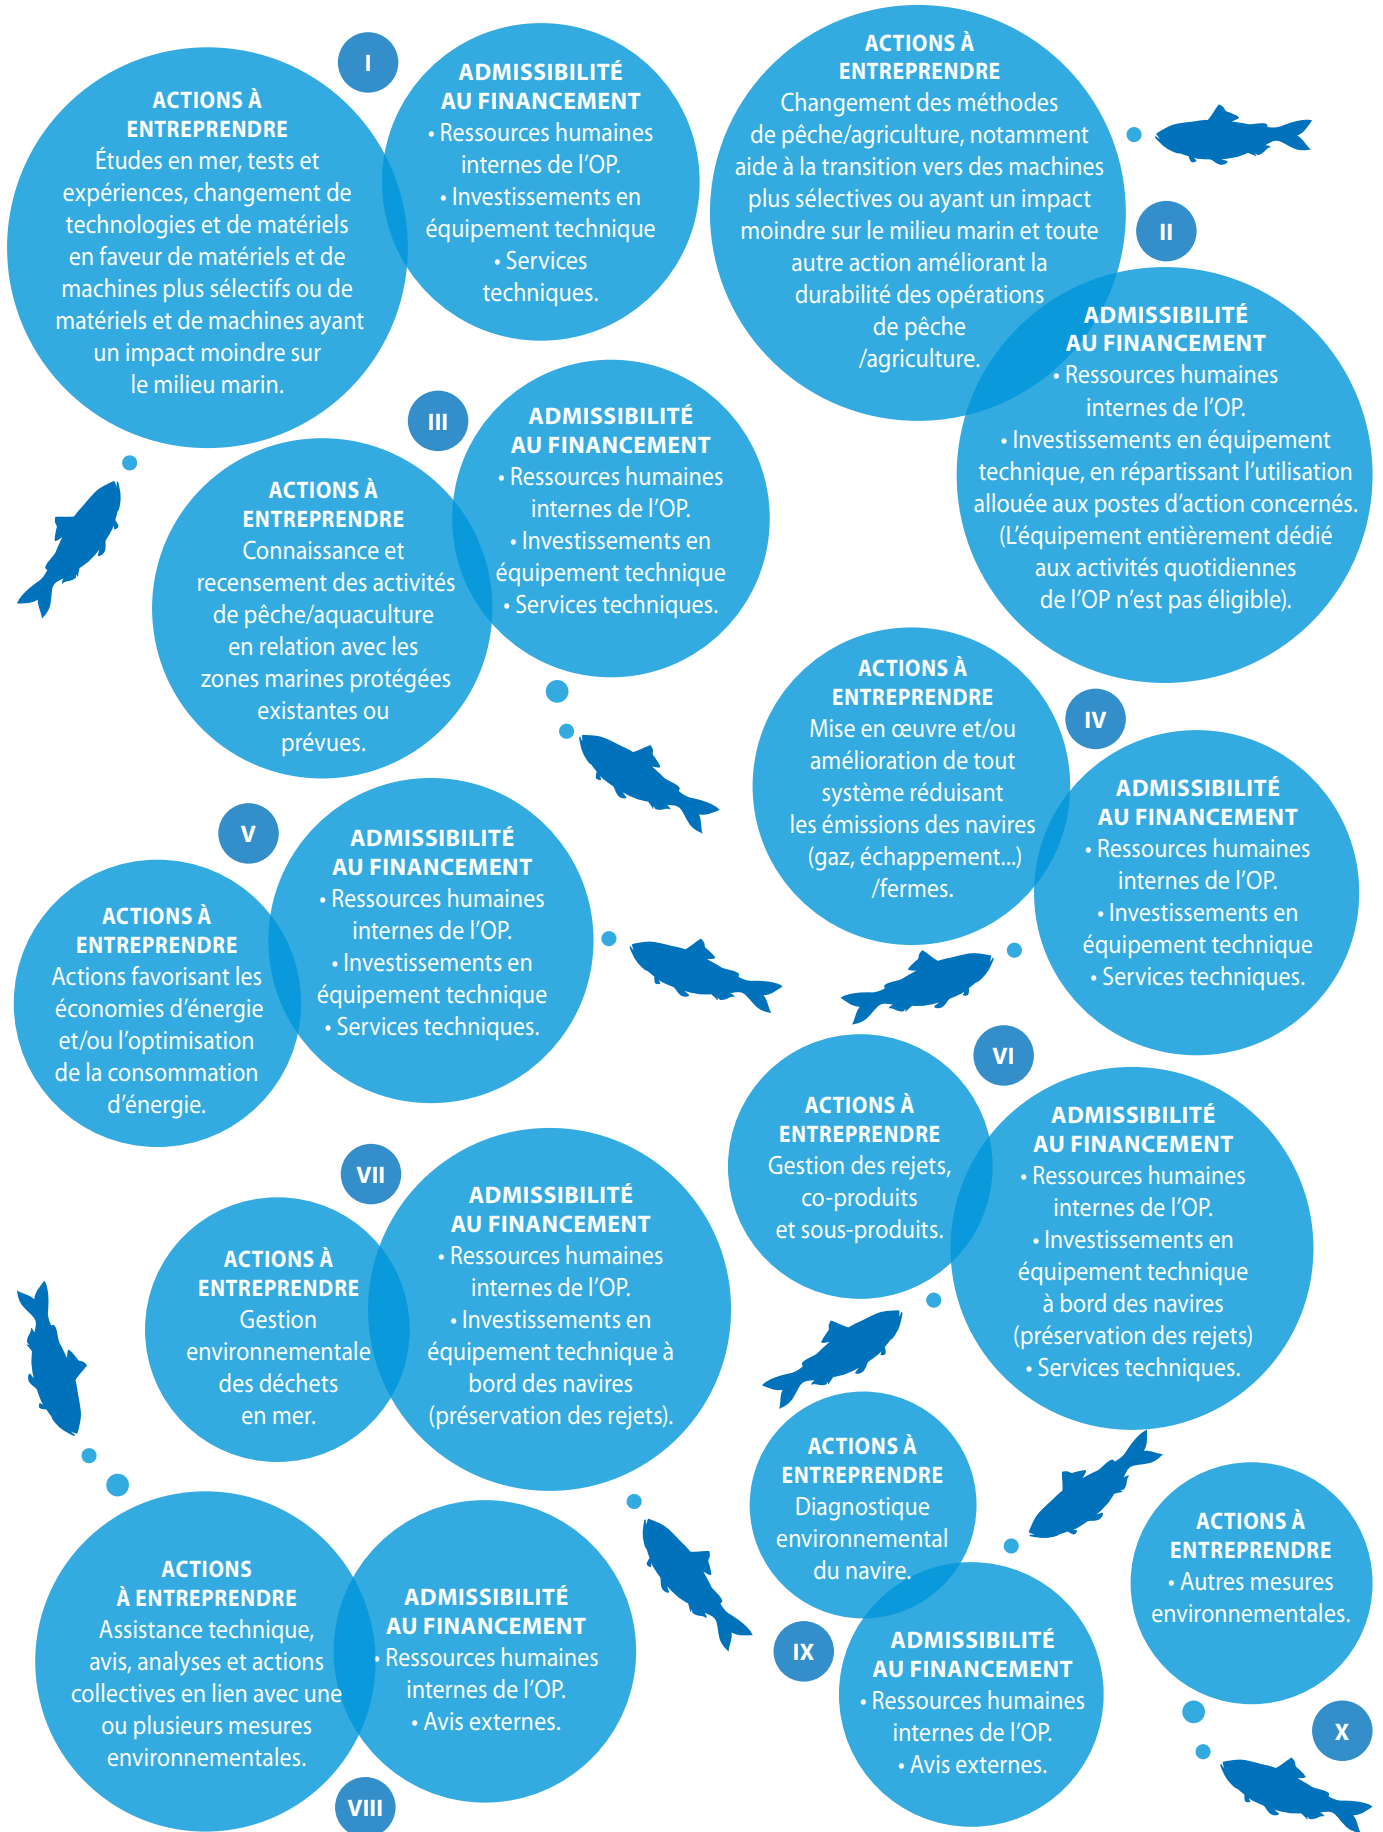 I
ACTIONS À
ENTREPRENDRE
Études en mer, tests et
expériences, changement de
technologies et de matériels
en faveur de matériels et de
machines plus sélectifs ou de
matériels et de machines ayant
un impact moindre sur
le milieu marin.
ADMISSIBILITÉ
AU FINANCEMENT
• Ressources humaines
internes de l’OP.
• Investissements en
équipement technique
• Services
techniques.
II
ACTIONS À
ENTREPRENDRE
Changement des méthodes
de pêche/agriculture, notamment
aide à la transition vers des machines
plus sélectives ou ayant un impact
moindre sur le milieu marin et toute
autre action améliorant la
durabilité des opérations
de pêche
/agriculture.
ADMISSIBILITÉ
AU FINANCEMENT
• Ressources humaines
internes de l’OP.
• Investissements en équipement
technique, en répartissant l’utilisation
allouée aux postes d’action concernés.
(L’équipement entièrement dédié
aux activités quotidiennes
de l’OP n’est pas éligible).
III
ACTIONS À
ENTREPRENDRE
Connaissance et
recensement des activités
de pêche/aquaculture
en relation avec les
zones marines protégées
existantes ou
prévues.
ADMISSIBILITÉ
AU FINANCEMENT
• Ressources humaines
internes de l’OP.
• Investissements en
équipement technique
• Services techniques.
IV
ACTIONS À
ENTREPRENDRE
Mise en œuvre et/ou
amélioration de tout
système réduisant
les émissions des navires
(gaz, échappement...)
/fermes.
ADMISSIBILITÉ
AU FINANCEMENT
• Ressources humaines
internes de l’OP.
• Investissements en
équipement technique
• Services techniques.
V
ACTIONS À
ENTREPRENDRE
Actions favorisant les
économies d’énergie
et/ou l’optimisation
de la consommation
d’énergie.
ADMISSIBILITÉ
AU FINANCEMENT
• Ressources humaines
internes de l’OP.
• Investissements en
équipement technique
• Services techniques.
VI
ACTIONS À
ENTREPRENDRE
Gestion des rejets,
co-produits
et sous-produits.
ADMISSIBILITÉ
AU FINANCEMENT
• Ressources humaines
internes de l’OP.
• Investissements en
équipement technique
à bord des navires
(préservation des rejets)
• Services techniques.
VII
ACTIONS À
ENTREPRENDRE
Gestion
environnementale
des déchets
en mer.
ADMISSIBILITÉ
AU FINANCEMENT
• Ressources humaines
internes de l’OP.
• Investissements en
équipement technique à
bord des navires
(préservation des rejets).
ACTIONS
À ENTREPRENDRE
Assistance technique,
avis, analyses et actions
collectives en lien avec une
ou plusieurs mesures
environnementales.
ADMISSIBILITÉ
AU FINANCEMENT
• Ressources humaines
internes de l’OP.
• Avis externes.
VIII
ACTIONS À
ENTREPRENDRE
Diagnostique
environnemental
du navire.
IX
ADMISSIBILITÉ
AU FINANCEMENT
• Ressources humaines
internes de l’OP.
• Avis externes.
ACTIONS À
ENTREPRENDRE
• Autres mesures
environnementales.
X